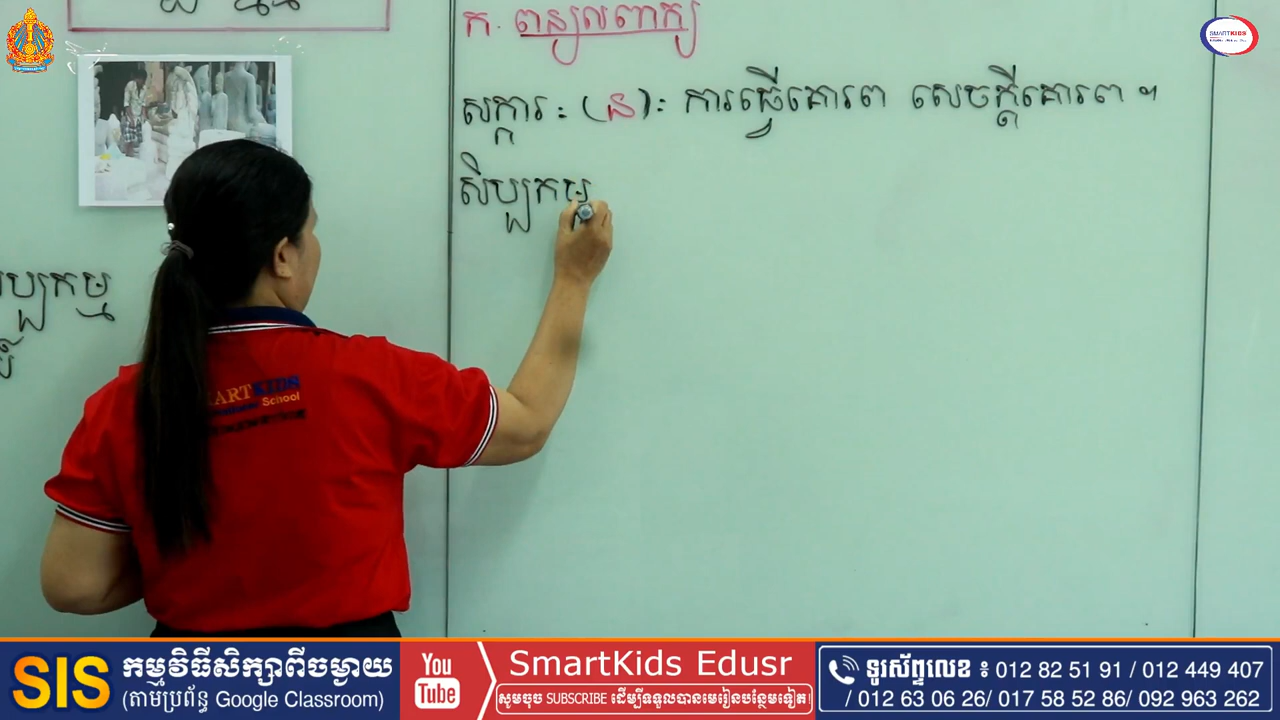 ក. ពន្យលពាក្យ
សក្ការៈ : (ន) : ការធ្វើគោរព សេចក្ដីគោរព ។
សិប្បកម្ម
ប្បកម្ម
SMARTKIDS
School
SIS កម្មវិធីសិក្សាពីចម្ងាយ
(តាមប្រព័ន្ធ Google Classroom)
You Tube
SmartKids Edusr
សូមចុច SUBSCRIBE ដើម្បីទទួលបានមេរៀនបន្ថែមទៀត!
ទូរស័ព្ទលេខ ៖ 012 82 51 91 / 012 449 407
/ 012 63 06 26/ 017 58 52 86/ 092 963 262